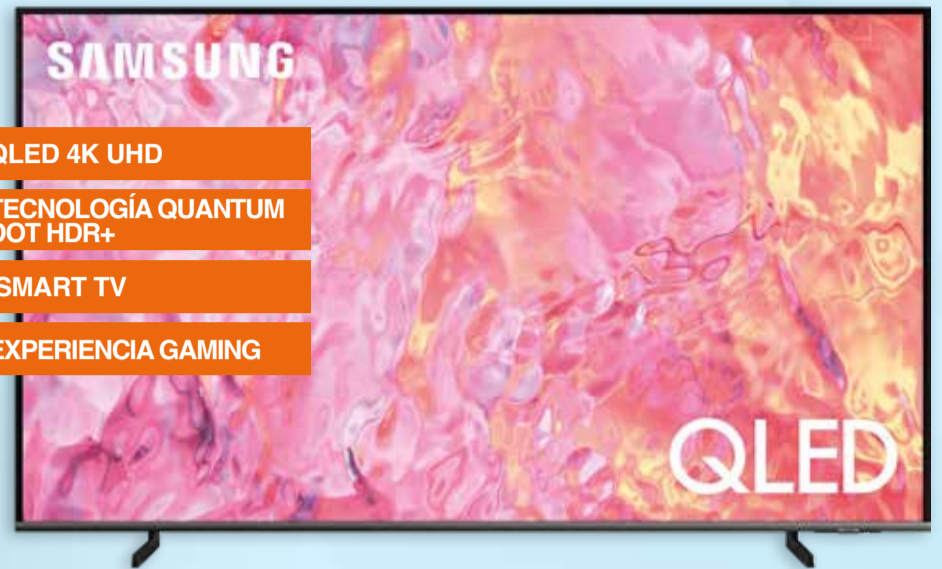 SAMSUNG
QLED 4K UHD
TECNOLOGÍA QUANTUM
DOT HDR+
SMART TV
EXPERIENCIA GAMING
QLED